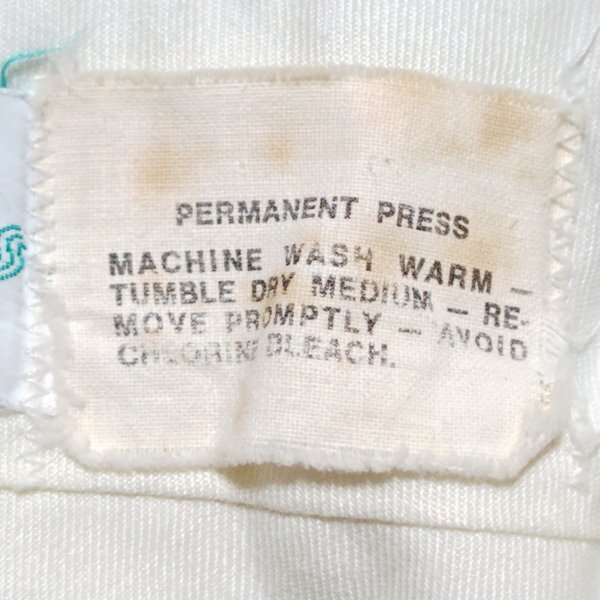 PERMANENT PRESS
MACHINE WASH WARM —
TUMBLE DRY MEDIUM — RE-
MOVE PROMPTLY — AVOID
CHLORINE BLEACH.